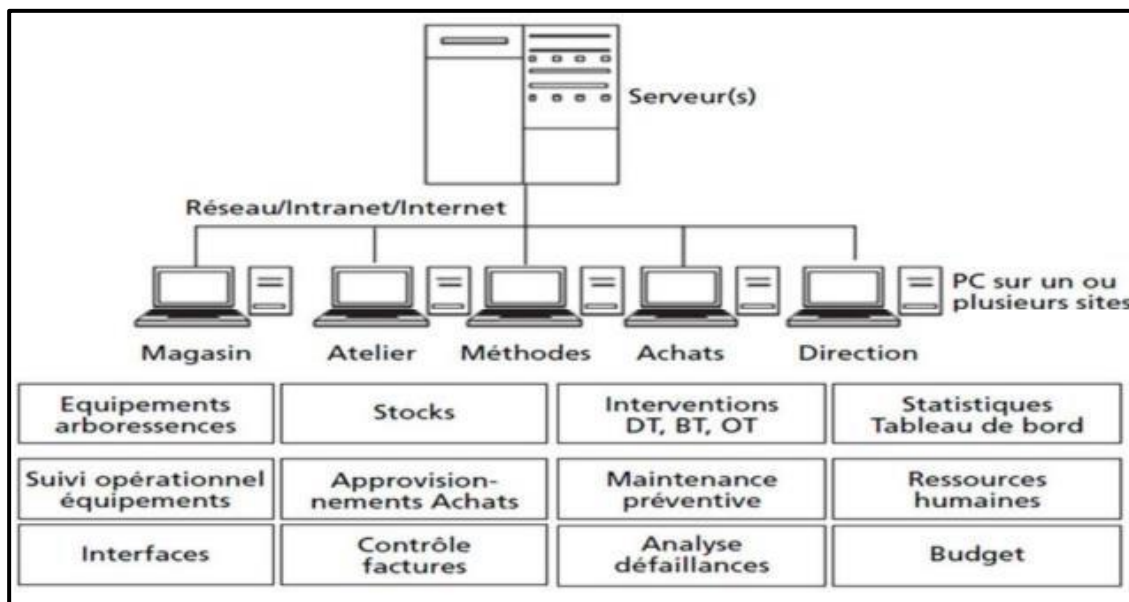 Serveur(s)
Réseau/Intranet/Internet
PC sur un ou
plusieurs sites
Magasin
Atelier
Méthodes
Achats
Direction
Equipements
arboressences
Stocks
Interventions
DT, BT, OT
Statistiques
Tableau de bord
Suivi opérationnel
équipements
Approvision-
nements Achats
Maintenance
préventive
Ressources
humaines
Interfaces
Contrôle
factures
Analyse
défaillances
Budget